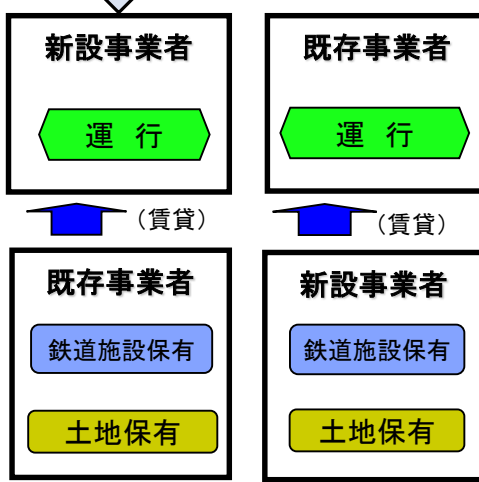 新設事業者
運 行
(賃貸)
既存事業者
鉄道施設保有
土地保有
既存事業者
運 行
(賃貸)
新設事業者
鉄道施設保有
土地保有